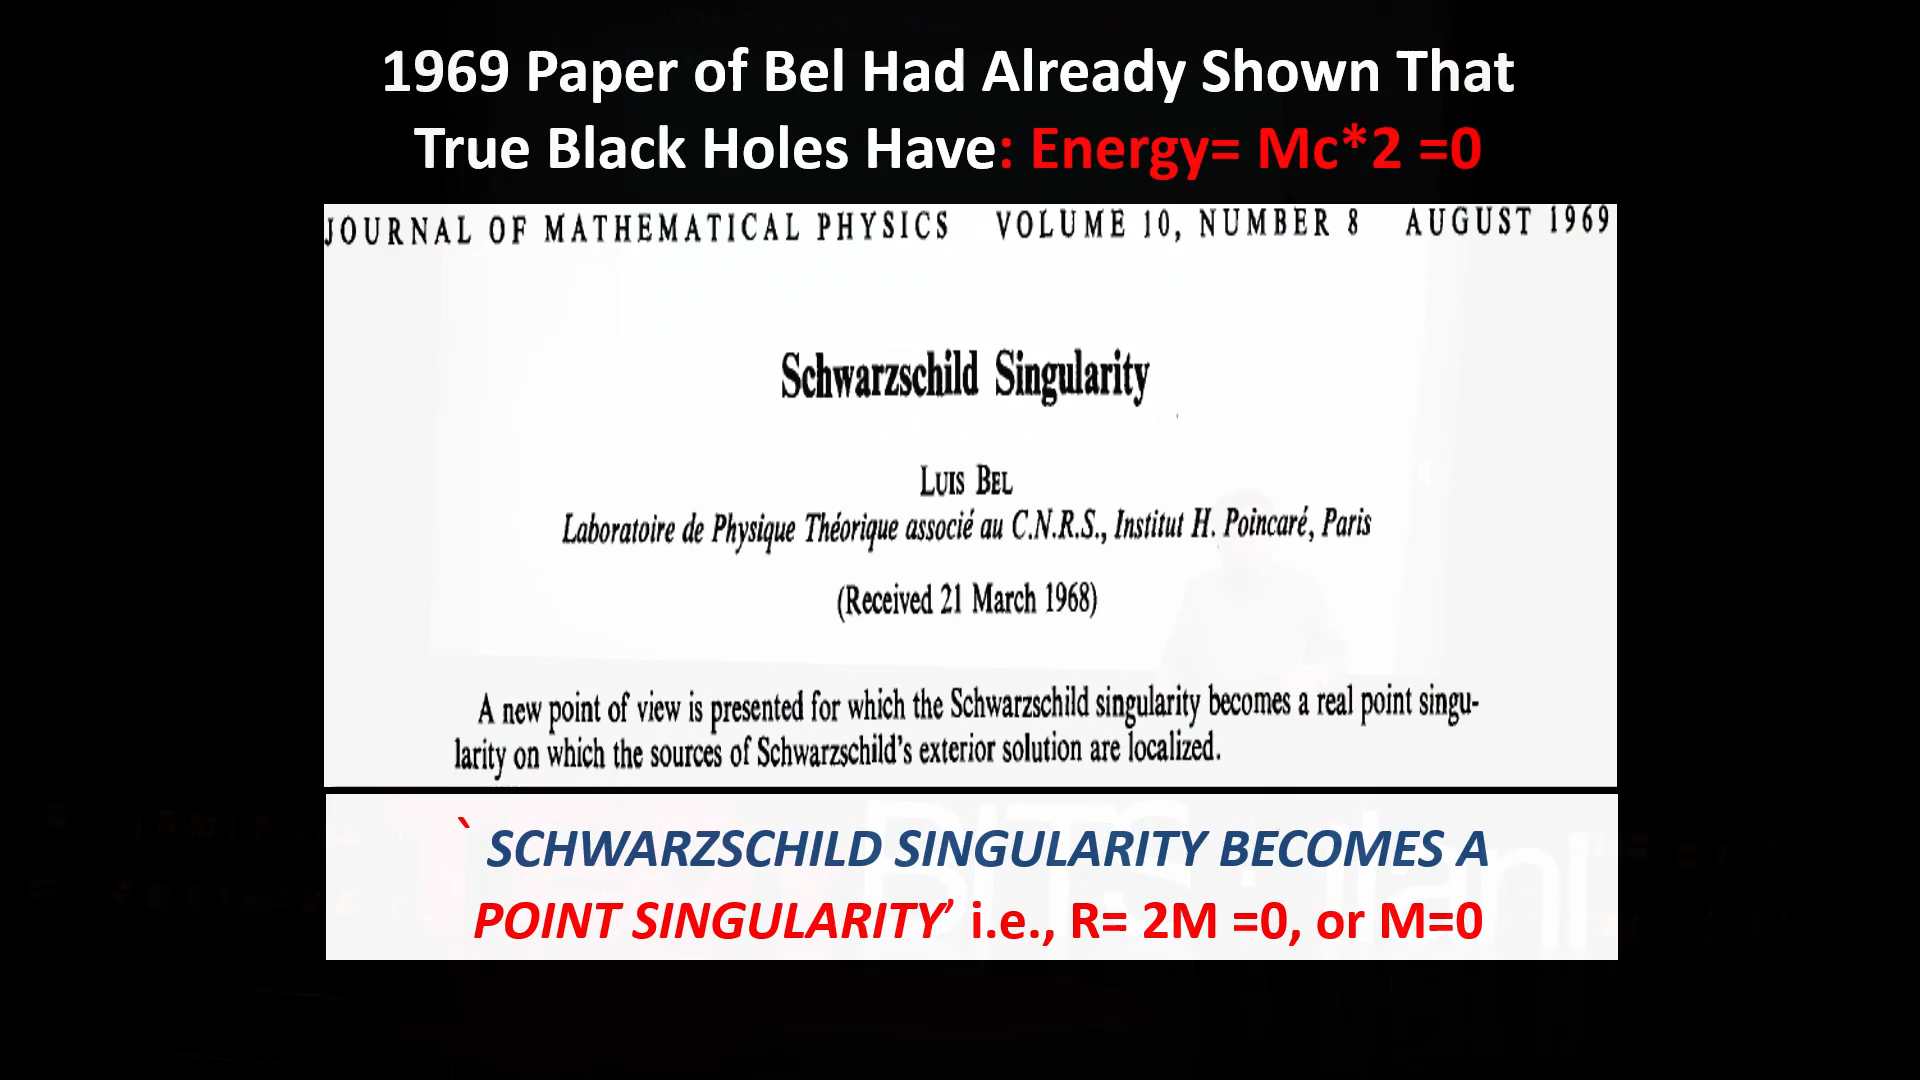 1969 Paper of Bel Had Already Shown That
True Black Holes Have: Energy= Mc*2 =0
JOURNAL OF MATHEMATICAL PHYSICS VOLUME 10, NUMBER 8 AUGUST 1969
Schwarzschild Singularity
LUIS BEL
Laboratoire de Physique Théorique associé au C.N.R.S., Institut H. Poincaré, Paris
(Received 21 March 1968)
A new point of view is presented for which the Schwarzschild singularity becomes a real point singu-
larity on which the sources of Schwarzschild's exterior solution are localized.
` SCHWARZSCHILD SINGULARITY BECOMES A
POINT SINGULARITY’ i.e., R= 2M =0, or M=0